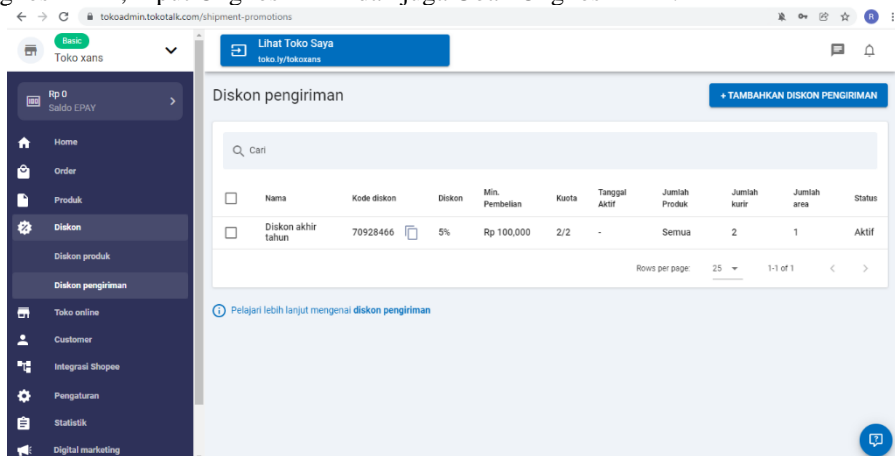 tokoadmin.tokotalk.com/shipment-promotions
R
Basic
Toko xans
Lihat Toko Saya
toko.ly/tokoxans
Rp 0
Saldo EPAY
Home
Order
Produk
Diskon
Diskon produk
Diskon pengiriman
Toko online
Customer
Integrasi Shopee
Pengaturan
Statistik
Digital marketing
Diskon pengiriman
+ TAMBAHKAN DISKON PENGIRIMAN
Cari
Nama Kode diskon Diskon Min. Pembelian Kuota Tanggal Aktif Jumlah Produk Jumlah kurir Jumlah area Status
Diskon akhir tahun 70928466 5% Rp 100,000 2/2 - Semua 2 1 Aktif
Rows per page: 25 1-1 of 1
Pelajari lebih lanjut mengenai diskon pengiriman